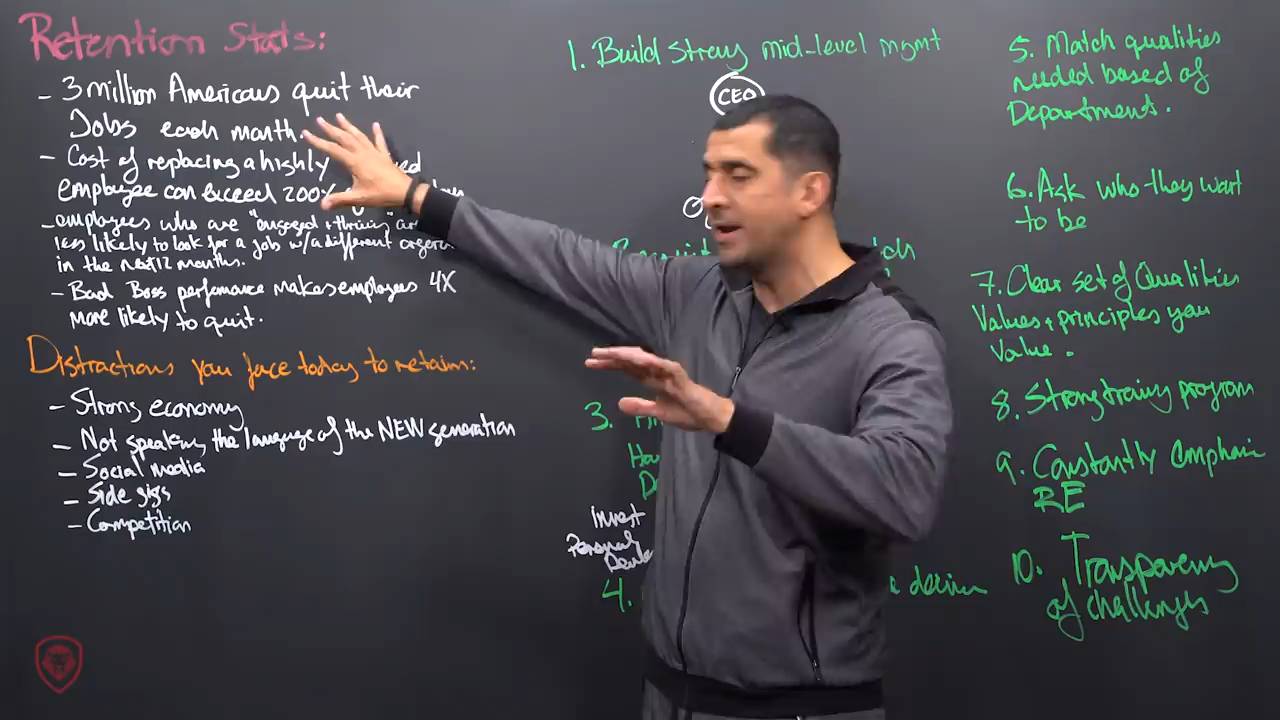 Retention Stats:
- 3 million Americans quit their
Jobs each month.
- Cost of replacing a highly
employee can exceed 200%
- employees who are "engaged + thriving" are
less likely to look for a job w/a different
in the next 12 months.
- Bad Boss performance makes employees 4X
more likely to quit.
Distractions you face today to retain:
- Strong economy
- Not speaking the language of the NEW generation
- Social media
- Side gigs
- Competition
1. Build strong mid-level mgmt
CEO
3.
Invest
4.
5. Match qualities
needed based of
Department.
6. Ask who they want
to be
7. Clear set of Qualities
Values + principles you
Value.
8. Strong training program
9. Constantly emphasize
RE
10. Transparency
of challenges